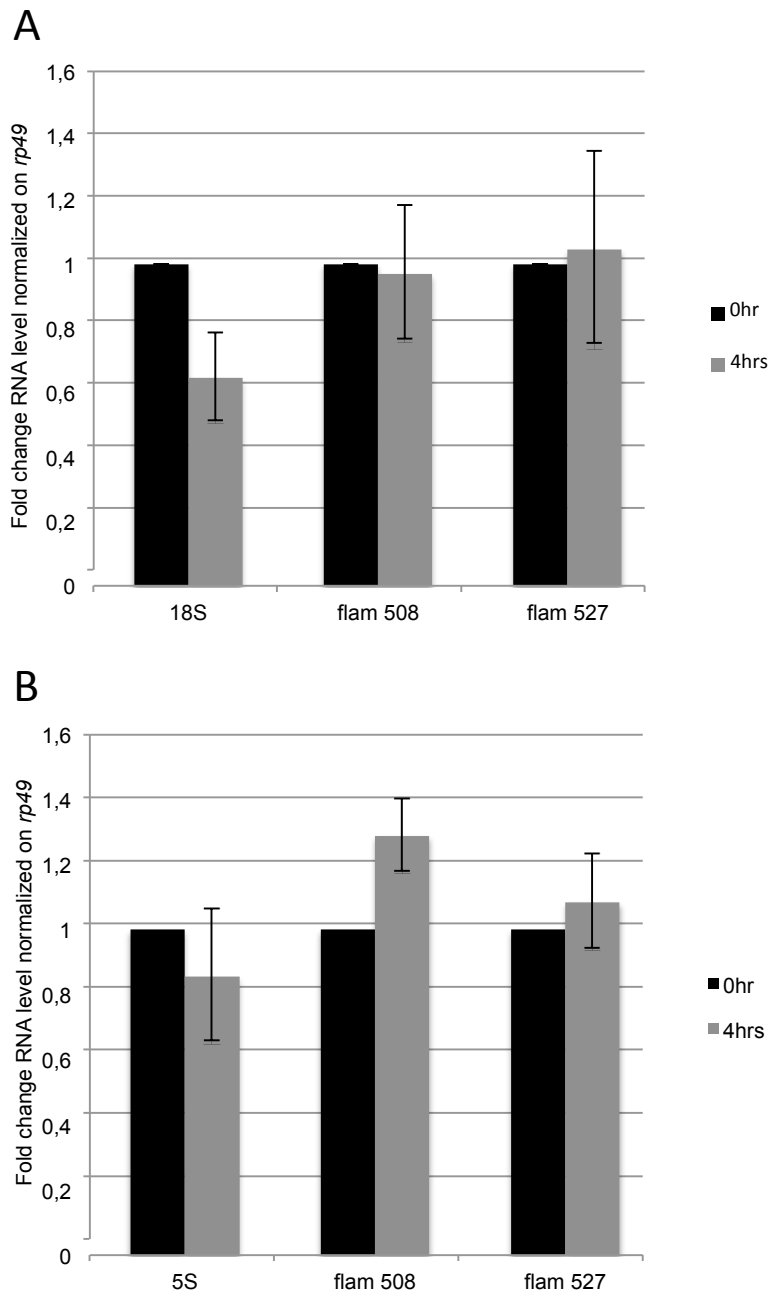 A
Fold change RNA level normalized on rp49
1,6
1,4
1,2
1
0,8
0,6
0,4
0,2
0
18S
flam 508
flam 527
0hr
4hrs
B
Fold change RNA level normalized on rp49
1,6
1,4
1,2
1
0,8
0,6
0,4
0,2
0
5S
flam 508
flam 527
0hr
4hrs